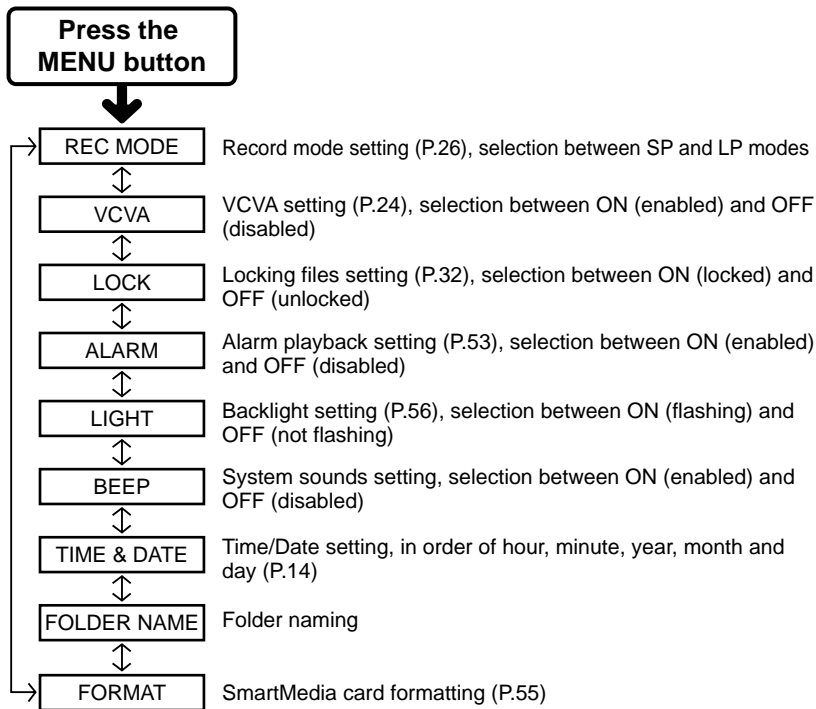 Press the
MENU button
REC MODE
Record mode setting (P.26), selection between SP and LP modes
VCVA
VCVA setting (P.24), selection between ON (enabled) and OFF
(disabled)
LOCK
Locking files setting (P.32), selection between ON (locked) and
OFF (unlocked)
ALARM
Alarm playback setting (P.53), selection between ON (enabled)
and OFF (disabled)
LIGHT
Backlight setting (P.56), selection between ON (flashing) and
OFF (not flashing)
BEEP
System sounds setting, selection between ON (enabled) and
OFF (disabled)
TIME & DATE
Time/Date setting, in order of hour, minute, year, month and
day (P.14)
FOLDER NAME
Folder naming
FORMAT
SmartMedia card formatting (P.55)